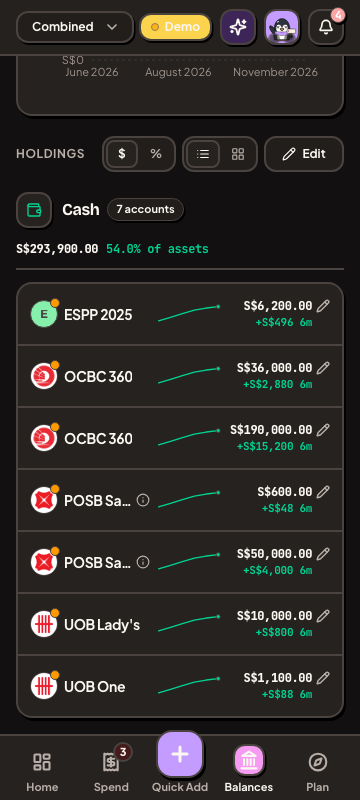 Combined
Demo
4
S$0
June 2026 August 2026 November 2026
HOLDINGS $ % Edit
Cash 7 accounts
S$293,900.00 54.0% of assets
E ESPP 2025 S$6,200.00
+S$496 6m
OCBC 360 S$36,000.00
+S$2,880 6m
OCBC 360 S$190,000.00
+S$15,200 6m
POSB Sa... S$600.00
+S$48 6m
POSB Sa... S$50,000.00
+S$4,000 6m
UOB Lady's S$10,000.00
+S$800 6m
UOB One S$1,100.00
+S$88 6m
3
Home Spend Quick Add Balances Plan